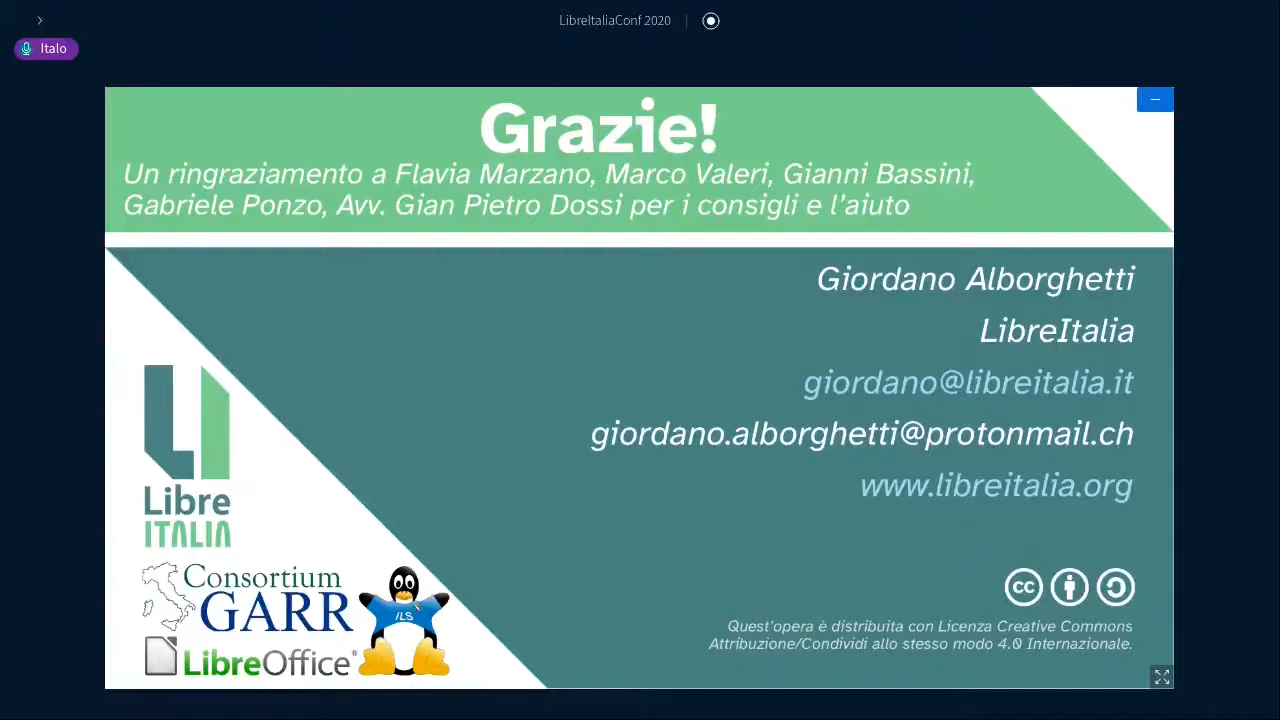 LibreItaliaConf 2020
Italo
Grazie!
Un ringraziamento a Flavia Marzano, Marco Valeri, Gianni Bassini,
Gabriele Ponzo, Avv. Gian Pietro Dossi per i consigli e l'aiuto
Giordano Alborghetti
LibreItalia
giordano@libreitalia.it
giordano.alborghetti@protonmail.ch
www.libreitalia.org
Libre
ITALIA
Consortium
GARR
ILS
LibreOffice®
cc
Quest'opera è distribuita con Licenza Creative Commons
Attribuzione/Condividi allo stesso modo 4.0 Internazionale.